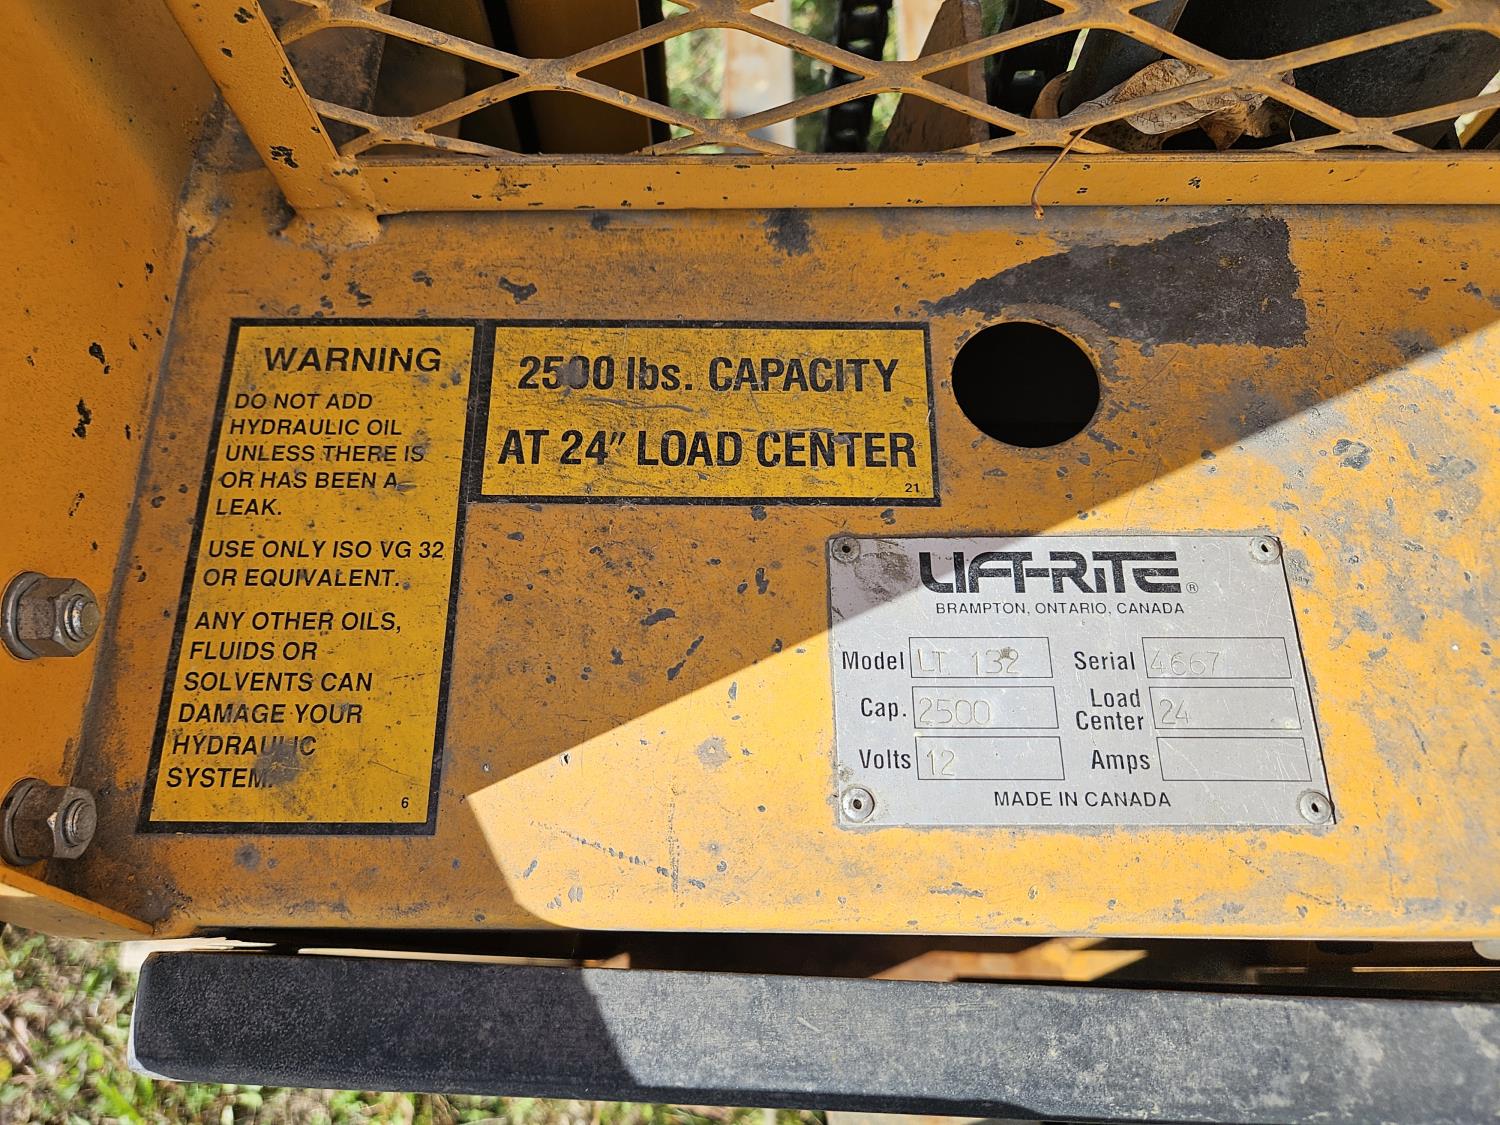 WARNING
DO NOT ADD
HYDRAULIC OIL
UNLESS THERE IS
OR HAS BEEN A
LEAK.
USE ONLY ISO VG 32
OR EQUIVALENT.
ANY OTHER OILS,
FLUIDS OR
SOLVENTS CAN
DAMAGE YOUR
HYDRAULIC
SYSTEM.
6
2500 lbs. CAPACITY
AT 24" LOAD CENTER
21
LIFT-RITE ®
BRAMPTON, ONTARIO, CANADA
Model LT 132 Serial 4667
Cap. 2500 Load Center 24
Volts 12 Amps
MADE IN CANADA